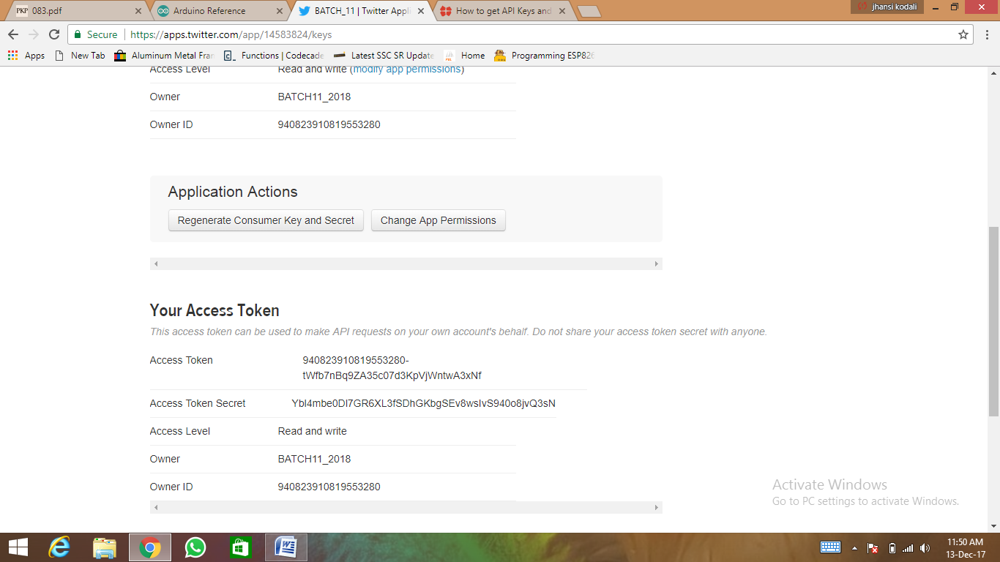 PKP 083.pdf
Arduino Reference
BATCH_11 | Twitter Appli
How to get API Keys and
jhansi kodali
Secure
https://apps.twitter.com/app/14583824/keys
Apps
New Tab
Aluminum Metal Fran
Functions | Codecade
Latest SSC SR Update
Home
Programming ESP826
Access Level Read and write (modify app permissions)
Owner BATCH11_2018
Owner ID 940823910819553280
Application Actions
Regenerate Consumer Key and Secret Change App Permissions
Your Access Token
This access token can be used to make API requests on your own account's behalf. Do not share your access token secret with anyone.
Access Token 940823910819553280-
tWfb7nBq9ZA35c07d3KpVjWntwA3xNf
Access Token Secret
Access Level Read and write
Owner BATCH11_2018
Owner ID 940823910819553280
Activate Windows
Go to PC settings to activate Windows.
11:50 AM
13-Dec-17